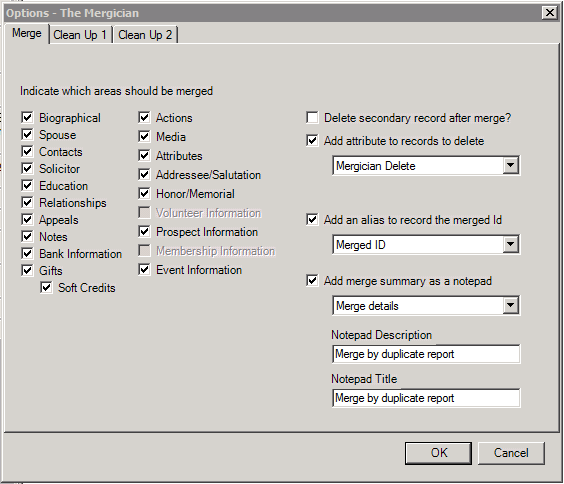 Options - The Mergician
Merge
Clean Up 1
Clean Up 2
Indicate which areas should be merged
Biographical
Spouse
Contacts
Solicitor
Education
Relationships
Appeals
Notes
Bank Information
Gifts
Soft Credits
Actions
Media
Attributes
Addressee/Salutation
Honor/Memorial
Volunteer Information
Prospect Information
Membership Information
Event Information
Delete secondary record after merge?
Add attribute to records to delete
Mergician Delete
Add an alias to record the merged Id
Merged ID
Add merge summary as a notepad
Merge details
Notepad Description
Merge by duplicate report
Notepad Title
Merge by duplicate report
OK
Cancel